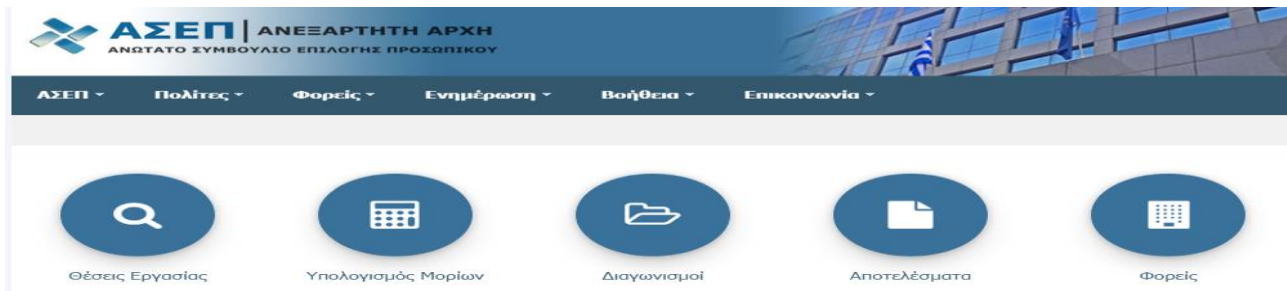 ΑΣΕΠ | ΑΝΕΞΑΡΤΗΤΗ ΑΡΧΗ
ΑΝΩΤΑΤΟ ΣΥΜΒΟΥΛΙΟ ΕΠΙΛΟΓΗΣ ΠΡΟΣΩΠΙΚΟΥ
ΑΣΕΠ Πολίτες Φορείς Ενημέρωση Βοήθεια Επικοινωνία
Θέσεις Εργασίας Υπολογισμός Μορίων Διαγωνισμοί Αποτελέσματα Φορείς